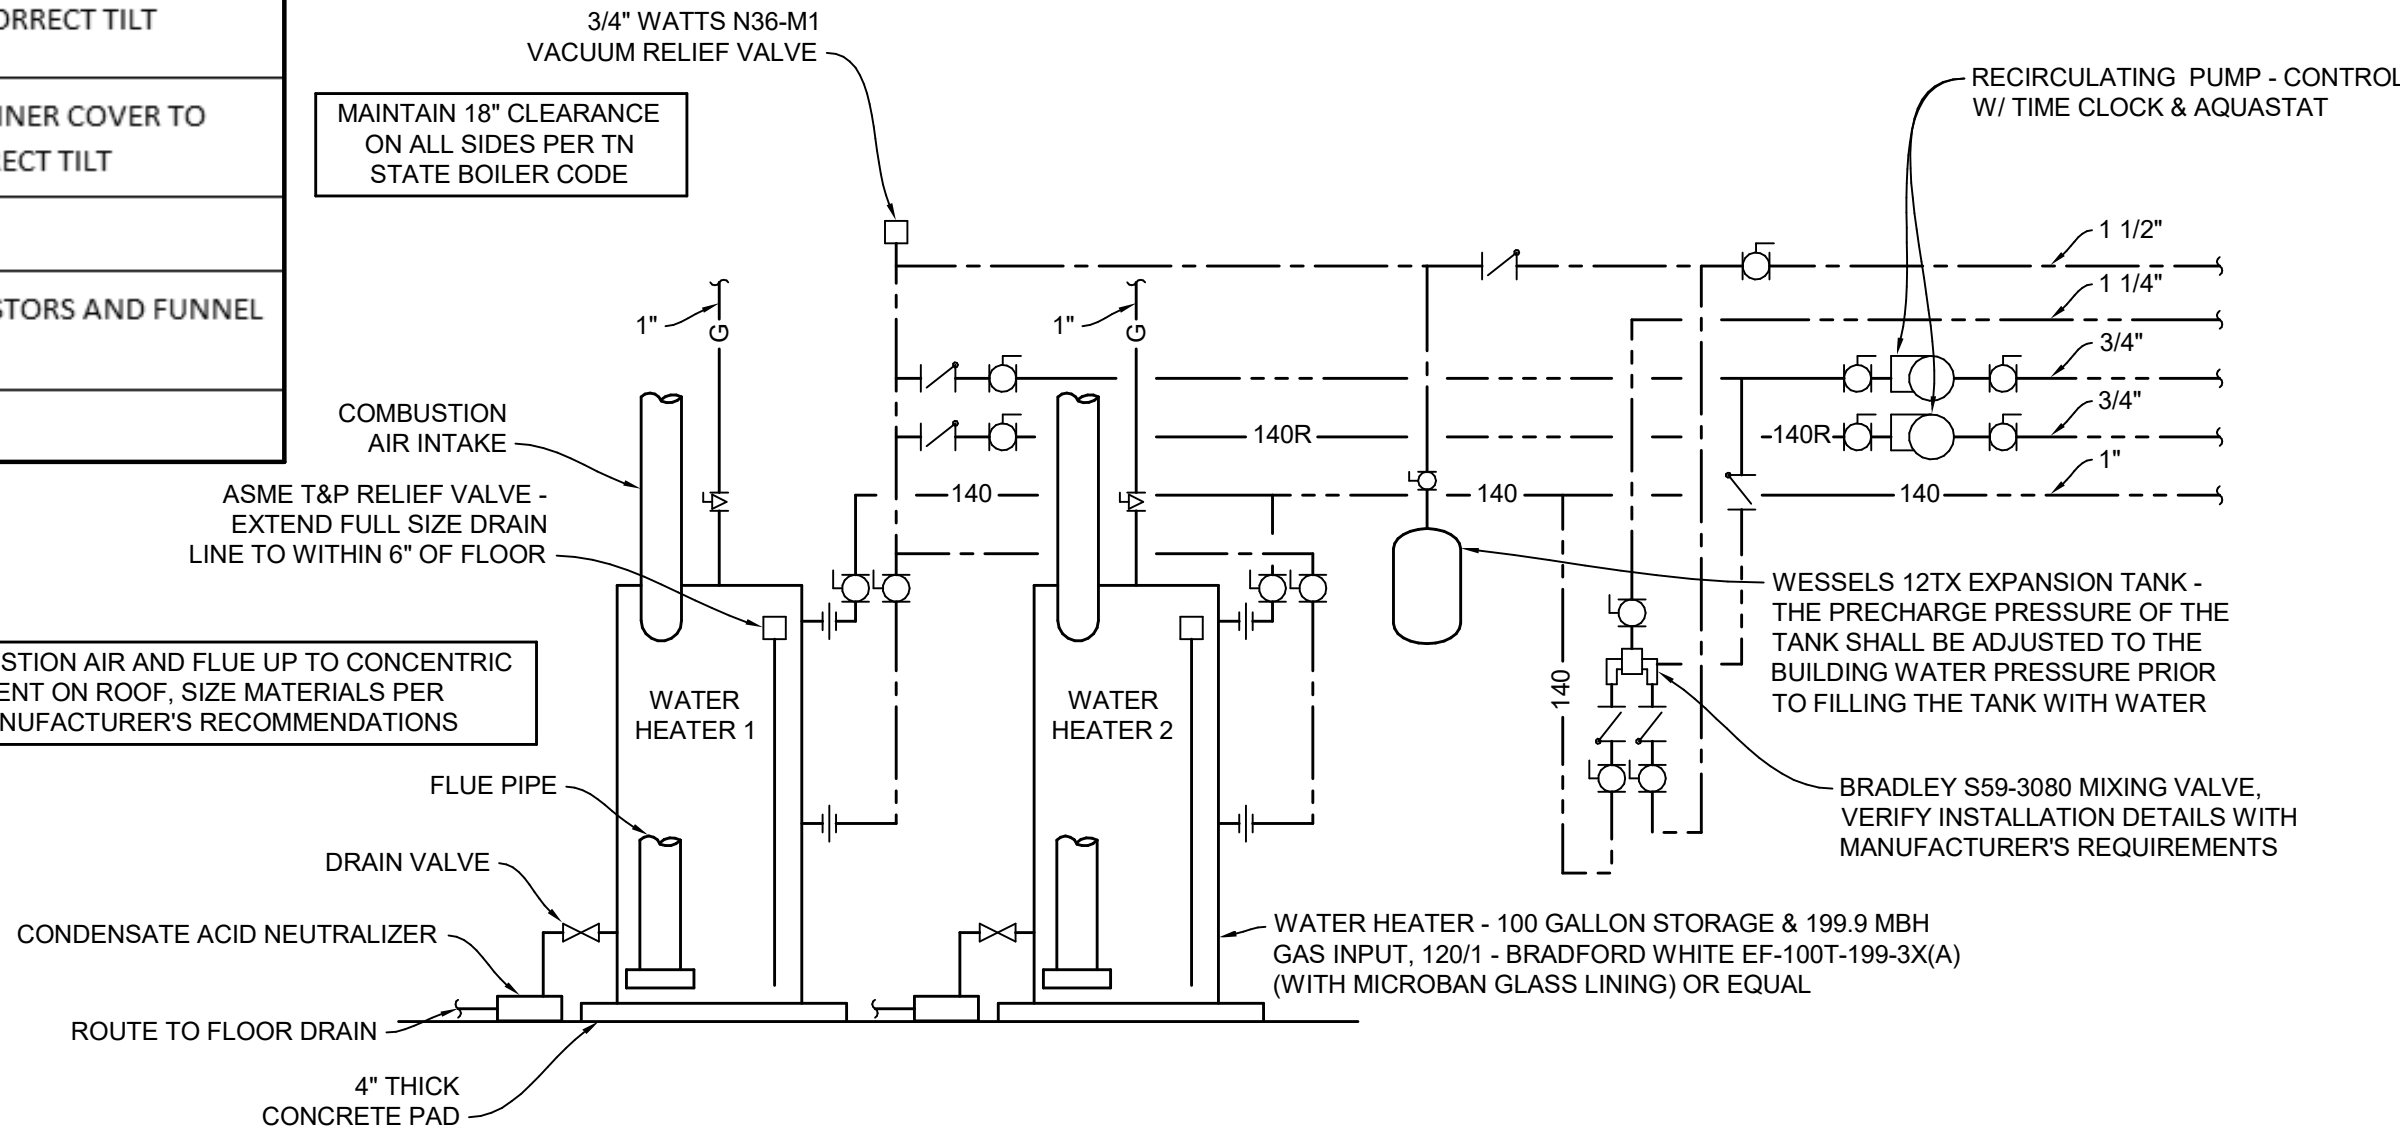 ORRECT TILT
NER COVER TO
ECT TILT
STORS AND FUNNEL
3/4" WATTS N36-M1
VACUUM RELIEF VALVE
MAINTAIN 18" CLEARANCE
ON ALL SIDES PER TN
STATE BOILER CODE
RECIRCULATING PUMP - CONTROL
W/ TIME CLOCK & AQUASTAT
1 1/2"
1 1/4"
3/4"
3/4"
1"
1"
G
1"
G
COMBUSTION
AIR INTAKE
140R
140R
140
140
140
140
ASME T&P RELIEF VALVE -
EXTEND FULL SIZE DRAIN
LINE TO WITHIN 6" OF FLOOR
STION AIR AND FLUE UP TO CONCENTRIC
ENT ON ROOF, SIZE MATERIALS PER
NUFACTURER'S RECOMMENDATIONS
WATER
HEATER 1
WATER
HEATER 2
WESSELS 12TX EXPANSION TANK -
THE PRECHARGE PRESSURE OF THE
TANK SHALL BE ADJUSTED TO THE
BUILDING WATER PRESSURE PRIOR
TO FILLING THE TANK WITH WATER
BRADLEY S59-3080 MIXING VALVE,
VERIFY INSTALLATION DETAILS WITH
MANUFACTURER'S REQUIREMENTS
FLUE PIPE
DRAIN VALVE
CONDENSATE ACID NEUTRALIZER
ROUTE TO FLOOR DRAIN
4" THICK
CONCRETE PAD
WATER HEATER - 100 GALLON STORAGE & 199.9 MBH
GAS INPUT, 120/1 - BRADFORD WHITE EF-100T-199-3X(A)
(WITH MICROBAN GLASS LINING) OR EQUAL